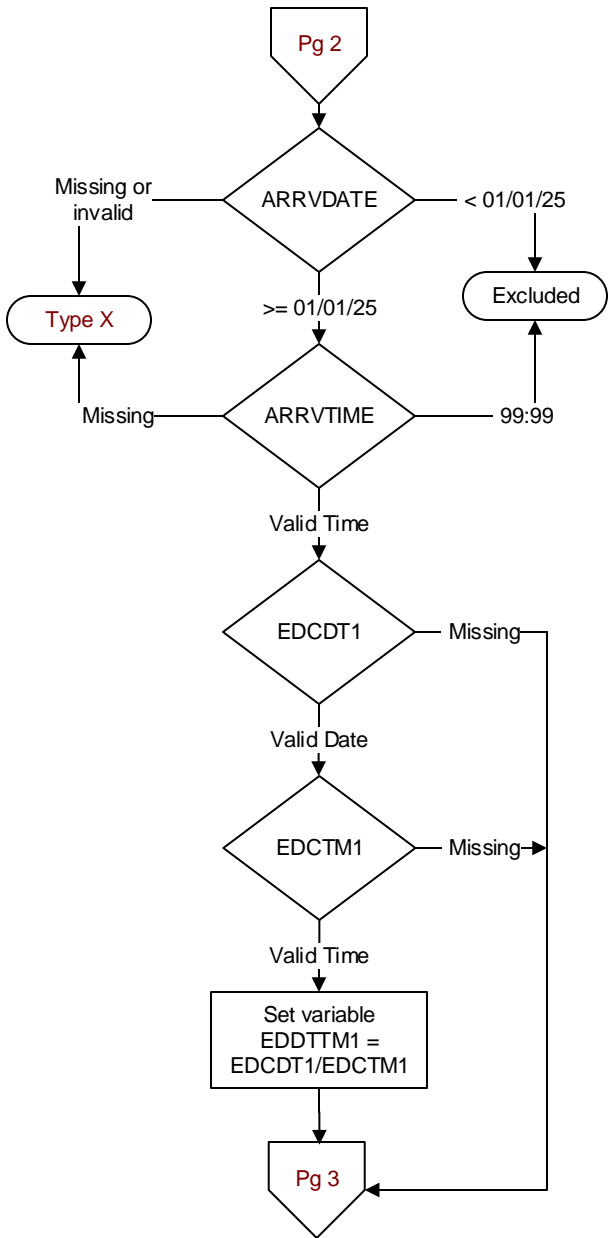 Pg 2
Missing or
invalid
ARRVDATE
< 01/01/25
Type X
>= 01/01/25
Excluded
Missing
ARRVTIME
99:99
Valid Time
EDCDT1
Missing
Valid Date
EDCTM1
Missing
Valid Time
Set variable
EDDTTM1 =
EDCDT1/EDCTM1
Pg 3